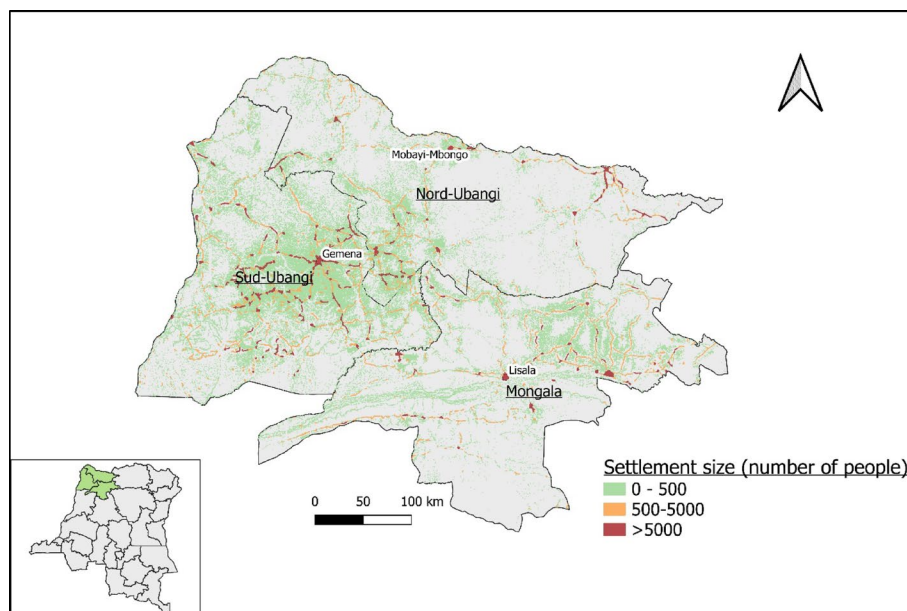 Mobayi-Mbongo
Nord-Ubangi
Gemena
Sud-Ubangi
Lisala
Mongala
Settlement size (number of people)
0 50 100 km
0 - 500
500-5000
>5000